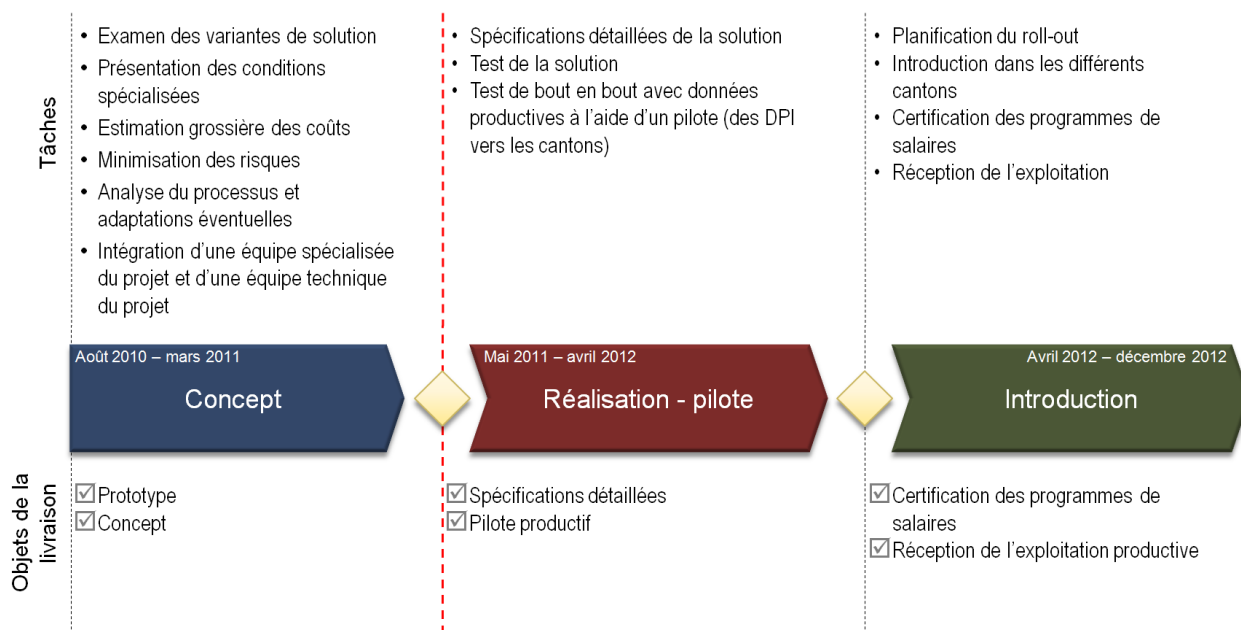 Tâches
• Examen des variantes de solution
• Présentation des conditions
spécialisées
• Estimation grossière des coûts
• Minimisation des risques
• Analyse du processus et
adaptations éventuelles
• Intégration d’une équipe spécialisée
du projet et d’une équipe technique
du projet
• Spécifications détaillées de la solution
• Test de la solution
• Test de bout en bout avec données
productives à l’aide d’un pilote (des DPI
vers les cantons)
• Planification du roll-out
• Introduction dans les différents
cantons
• Certification des programmes de
salaires
• Réception de l’exploitation
Août 2010 – mars 2011
Concept
Mai 2011 – avril 2012
Réalisation - pilote
Avril 2012 – décembre 2012
Introduction
Objets de la
livraison
☑ Prototype
☑ Concept
☑ Spécifications détaillées
☑ Pilote productif
☑ Certification des programmes de
salaires
☑ Réception de l’exploitation productive